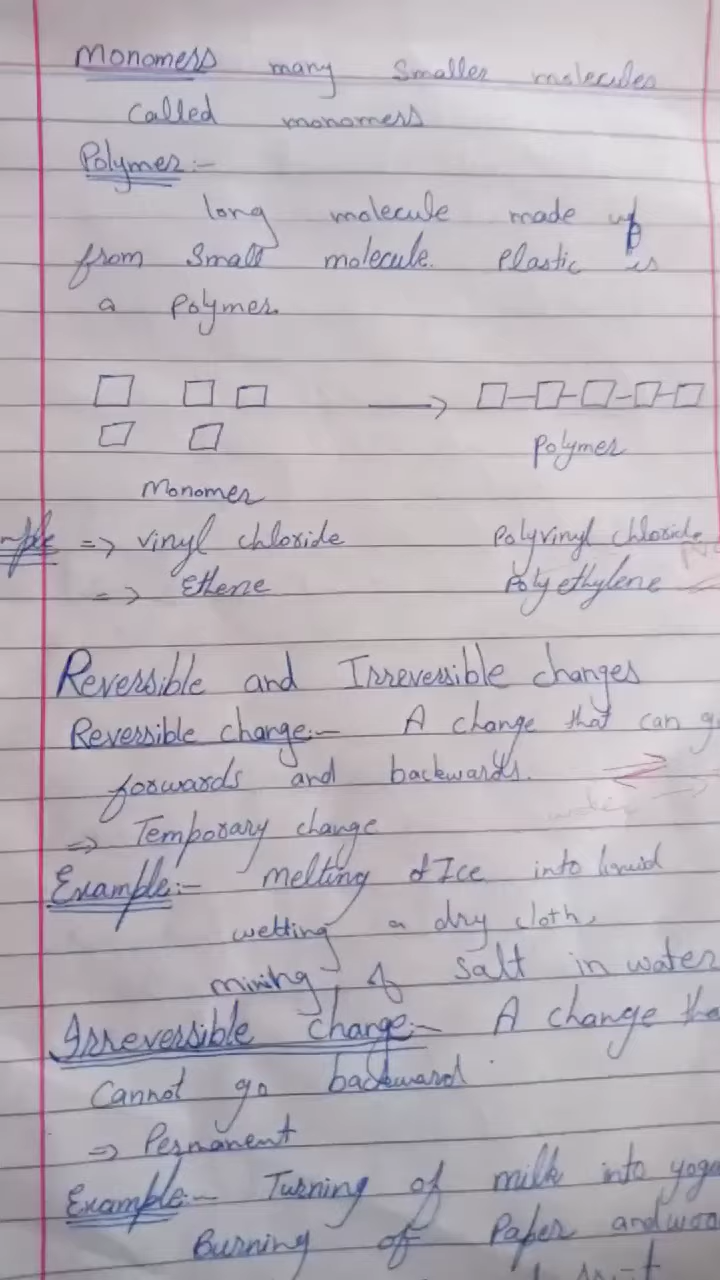 Monomers many smaller molecules
called monomers
Polymer:-
long molecule made up
from small molecule. Plastic is
a polymer.
Polymer
Monomer
=> vinyl chloride Polyvinyl chloride
=> Ethene Polyethylene
Reversible and Irreversible changes
Reversible change:- A change that can
forwards and backwards.
=> Temporary change
Example:- melting of Ice into liquid
wetting a dry cloth,
mixing of salt in water
Irreversible change:- A change
cannot go backward.
=> Permanent
Example:- Turning of milk into
Burning of Paper and